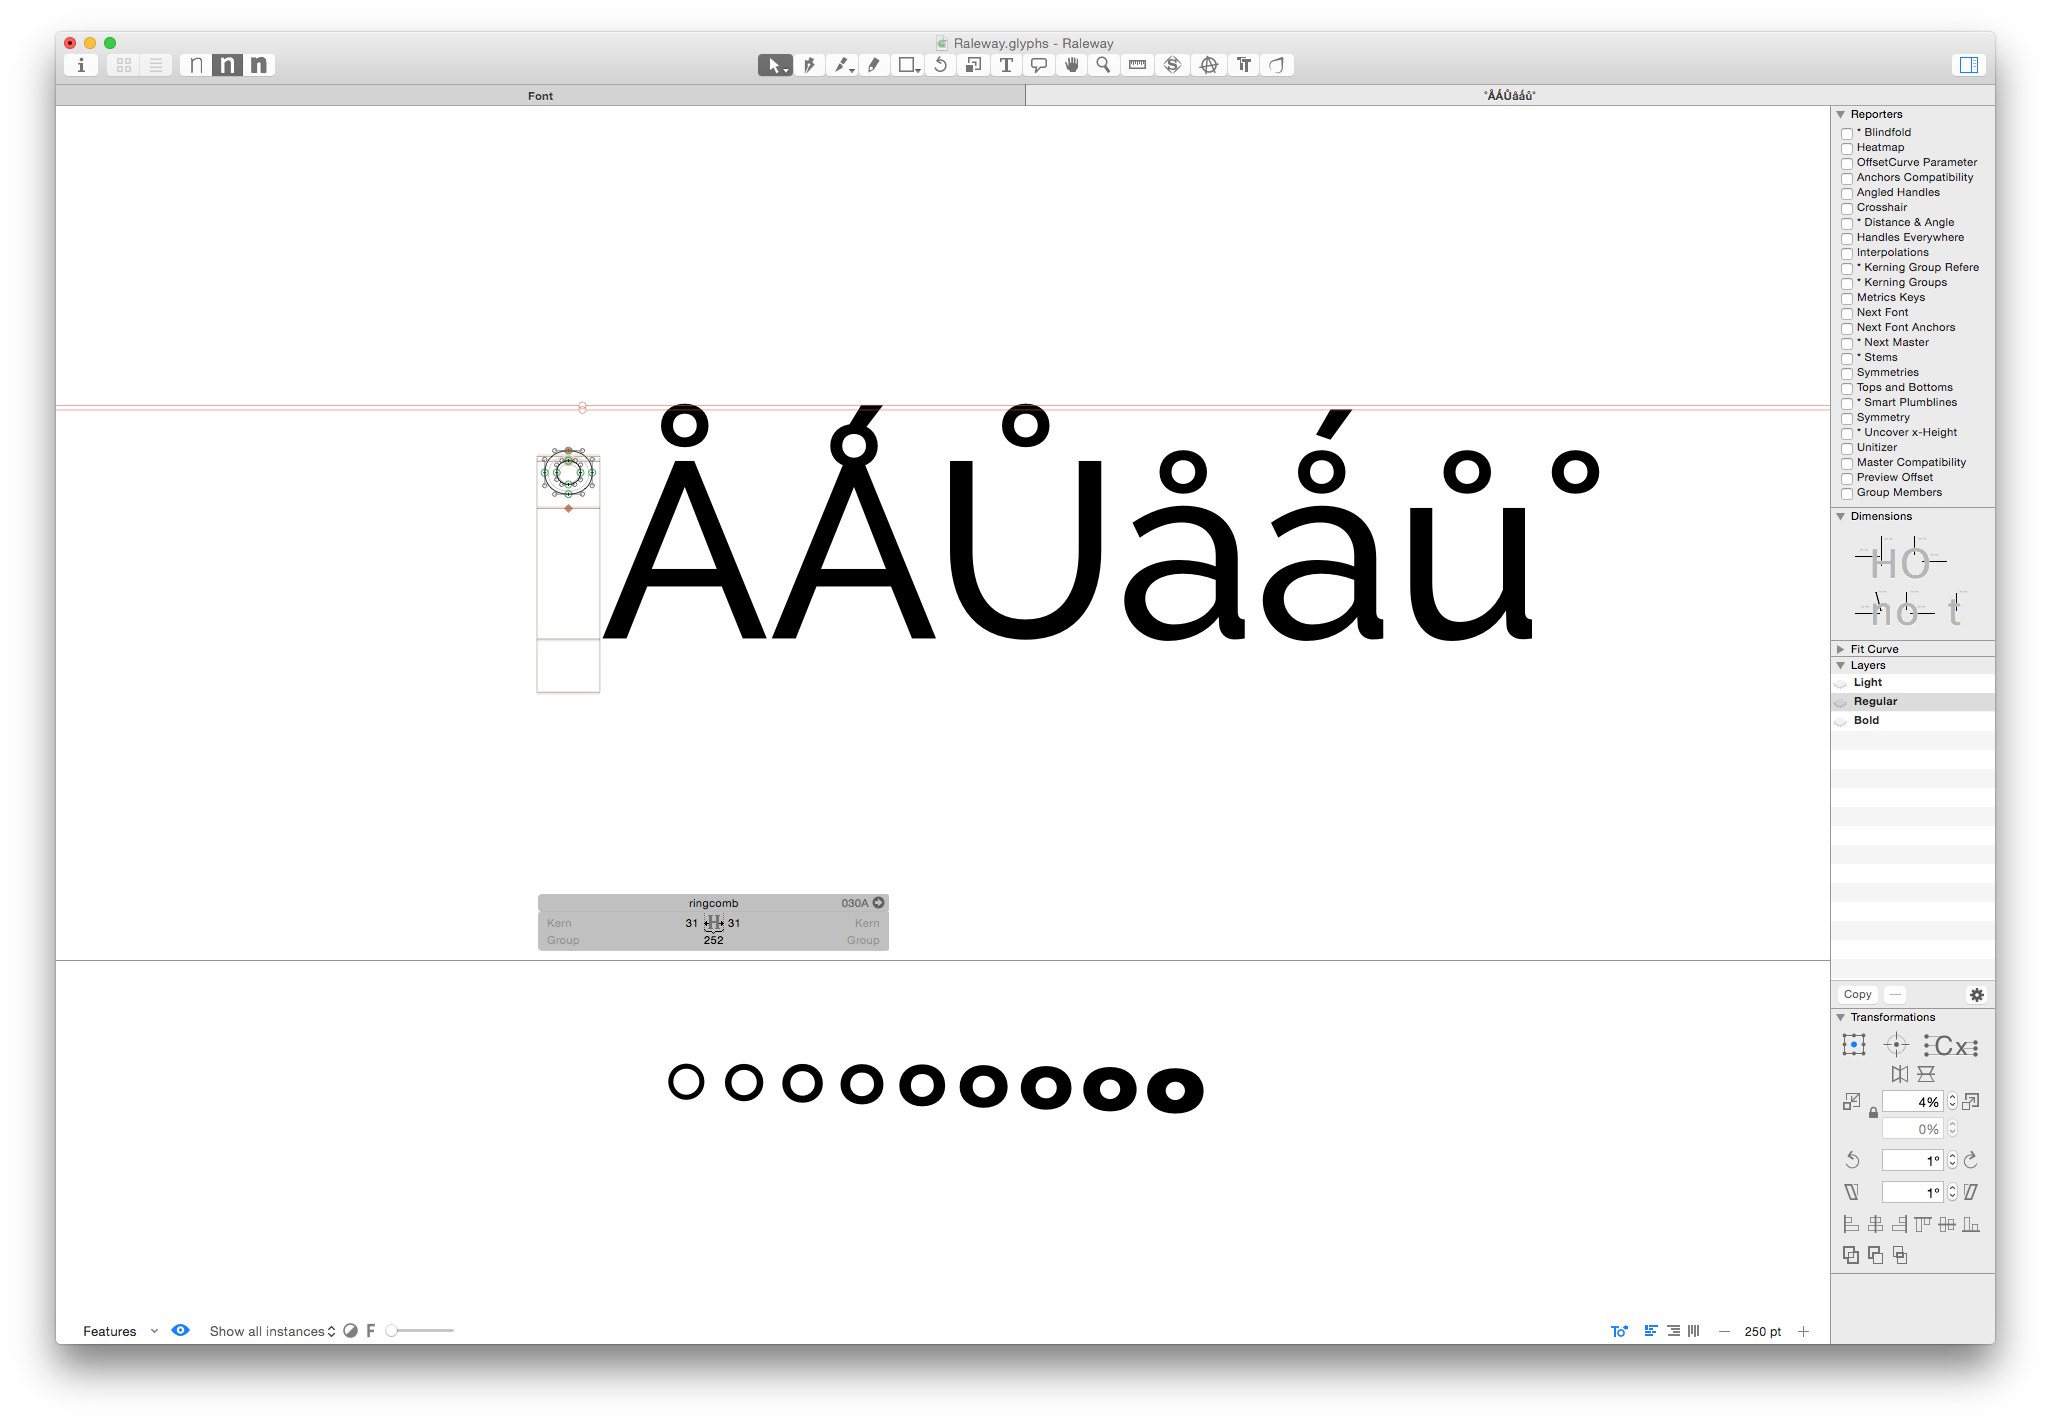 Raleway.glyphs - Raleway
i
n n n
T
Font
˚ÅǺŮåǻů˚
Reporters
* Blindfold
Heatmap
OffsetCurve Parameter
Anchors Compatibility
Angled Handles
Crosshair
* Distance & Angle
Handles Everywhere
Interpolations
* Kerning Group Refere
* Kerning Groups
Metrics Keys
Next Font
Next Font Anchors
* Next Master
* Stems
Symmetries
Tops and Bottoms
* Smart Plumblines
Symmetry
* Uncover x-Height
Unitizer
Master Compatibility
Preview Offset
Group Members
ÅǺŮåǻů˚
Dimensions
HO
no t
Fit Curve
Layers
Light
Regular
Bold
ringcomb 030A
Kern 31 H 31 Kern
Group 252 Group
Copy
Transformations
Cx
4%
0%
1°
1°
Features Show all instances F
250 pt